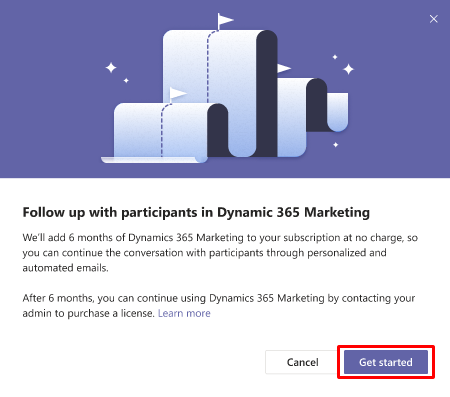 Follow up with participants in Dynamic 365 Marketing
We'll add 6 months of Dynamics 365 Marketing to your subscription at no charge, so
you can continue the conversation with participants through personalized and
automated emails.
After 6 months, you can continue using Dynamics 365 Marketing by contacting your
admin to purchase a license. Learn more
Cancel
Get started